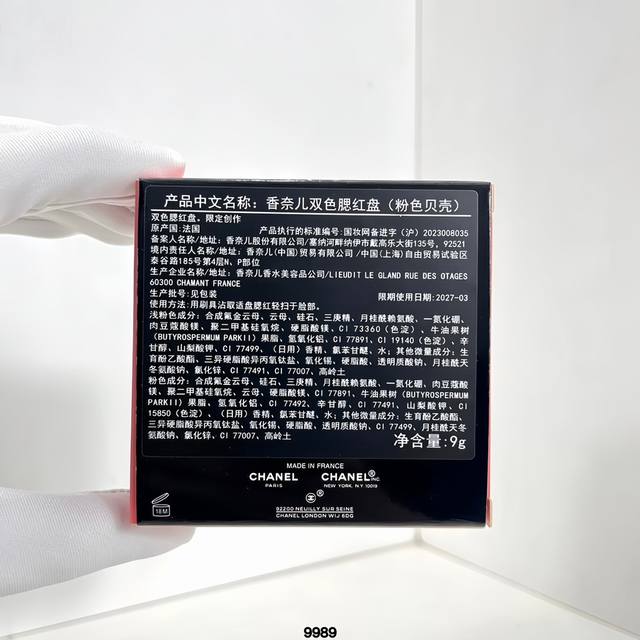 产品中文名称：香奈儿双色腮红盘（粉色贝壳）
双色腮红盘。限定创作
原产国：法国 产品执行的标准编号：国妆网备进字（沪）2023008035
备案人名称/地址：香奈儿股份有限公司/塞纳河畔纳伊市戴高乐大街135号，92521
境内责任人名称/地址：香奈儿(中国)贸易有限公司/中国(上海)自由贸易试验区
泰谷路185号第4层N、P部位
生产企业名称/地址：香奈儿香水美容品公司/LIEUDIT LE GLAND RUE DES OTAGES
60300 CHAMANT FRANCE
生产批号：见包装 限期使用日期：2027-03
使用方法：用刷具沾取适盘腮红轻扫于脸部。
浅粉色成分：合成氟金云母、云母、硅石、三庚精、月桂酰赖氨酸、一氮化硼、
肉豆蔻酸镁、聚二甲基硅氧烷、硬脂酸镁、CI 73360（色淀）、牛油果树
(BUTYROSPERMUM PARKII）果脂、氢氧化铝、CI 77891、CI 19140（色淀）、辛
甘醇、山梨酸钾、CI 77499、（日用）香精、氯苯甘醚、水；其他微量成分：生
育酚乙酸酯、三异硬脂酸异丙氧钛盐、氧化锡、硬脂酸、透明质酸钠、月桂酰天
冬氨酸钠、氯化锌、CI 77491、CI 77007、高岭土
粉色成分：合成氟金云母、硅石、三庚精、月桂酰赖氨酸、一氮化硼、肉豆蔻酸
镁、聚二甲基硅氧烷、云母、硬脂酸镁、CI 77891、牛油果树（BUTYROSPERMUM
PARKII）果脂、氢氧化铝、CI 77492、辛甘醇、CI 77491、山梨酸钾、CI
15850（色淀）、（日用）香精、氯苯甘醚、水；其他微量成分：生育酚乙酸酯、
三异硬脂酸异丙氧钛盐、氧化锡、硬脂酸、透明质酸钠、CI 77499、月桂酰天冬
氨酸钠、氯化锌、CI 77007、高岭土
净含量：9g
MADE IN FRANCE
CHANEL CHANEL® INC.
PARIS NEW YORK, N.Y. 10019
®
92200 NEUILLY SUR SEINE
CHANEL LONDON W1J 6DG
18M
9989